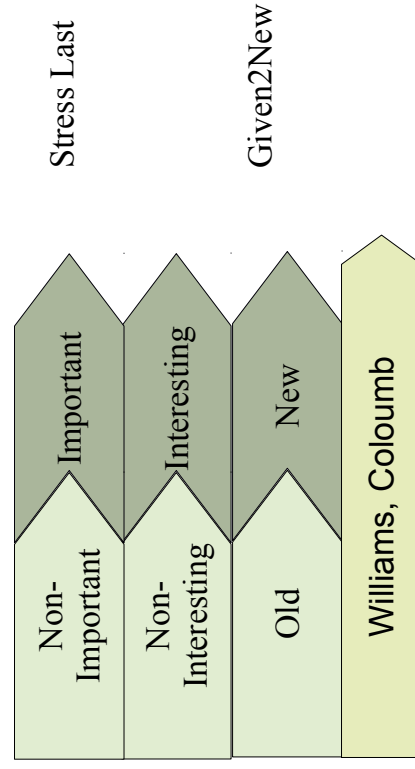 Non-
Important
Important
Stress Last
Non-
Interesting
Interesting
Old
New
Given2New
Williams, Coloumb